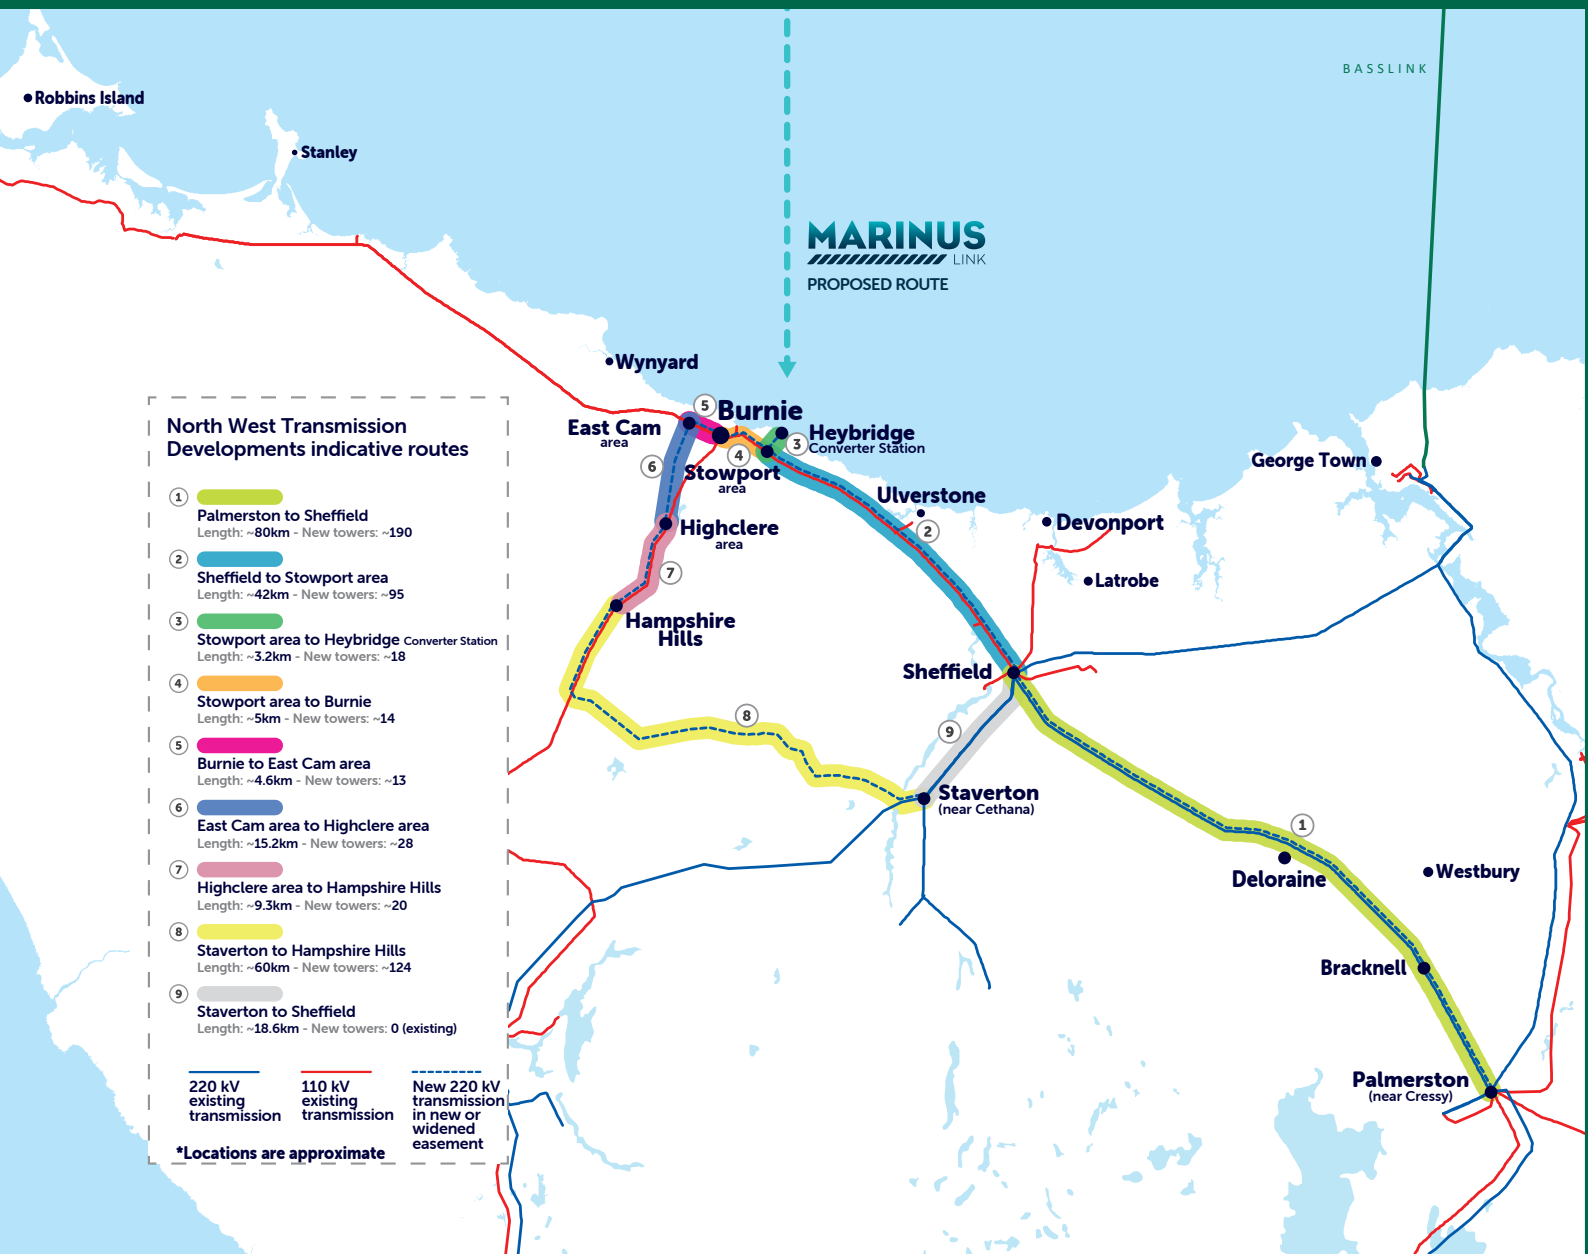 BASSLINK
Robbins Island
Stanley
MARINUS
LINK
PROPOSED ROUTE
Wynyard
5
Burnie
East Cam
area
Heybridge
Converter Station
3
4
6
Stowport
area
George Town
Ulverstone
2
Devonport
Highclere
area
7
Latrobe
Hampshire
Hills
Sheffield
8
9
Staverton
(near Cethana)
1
Deloraine
Westbury
Bracknell
Palmerston
(near Cressy)
North West Transmission
Developments indicative routes
1
Palmerston to Sheffield
Length: ~80km - New towers: ~190
2
Sheffield to Stowport area
Length: ~42km - New towers: ~95
3
Stowport area to Heybridge Converter Station
Length: ~3.2km - New towers: ~18
4
Stowport area to Burnie
Length: ~5km - New towers: ~14
5
Burnie to East Cam area
Length: ~4.6km - New towers: ~13
6
East Cam area to Highclere area
Length: ~15.2km - New towers: ~28
7
Highclere area to Hampshire Hills
Length: ~9.3km - New towers: ~20
8
Staverton to Hampshire Hills
Length: ~60km - New towers: ~124
9
Staverton to Sheffield
Length: ~18.6km - New towers: 0 (existing)
220 kV
existing
transmission
110 kV
existing
transmission
New 220 kV
transmission
in new or
widened
easement
*Locations are approximate